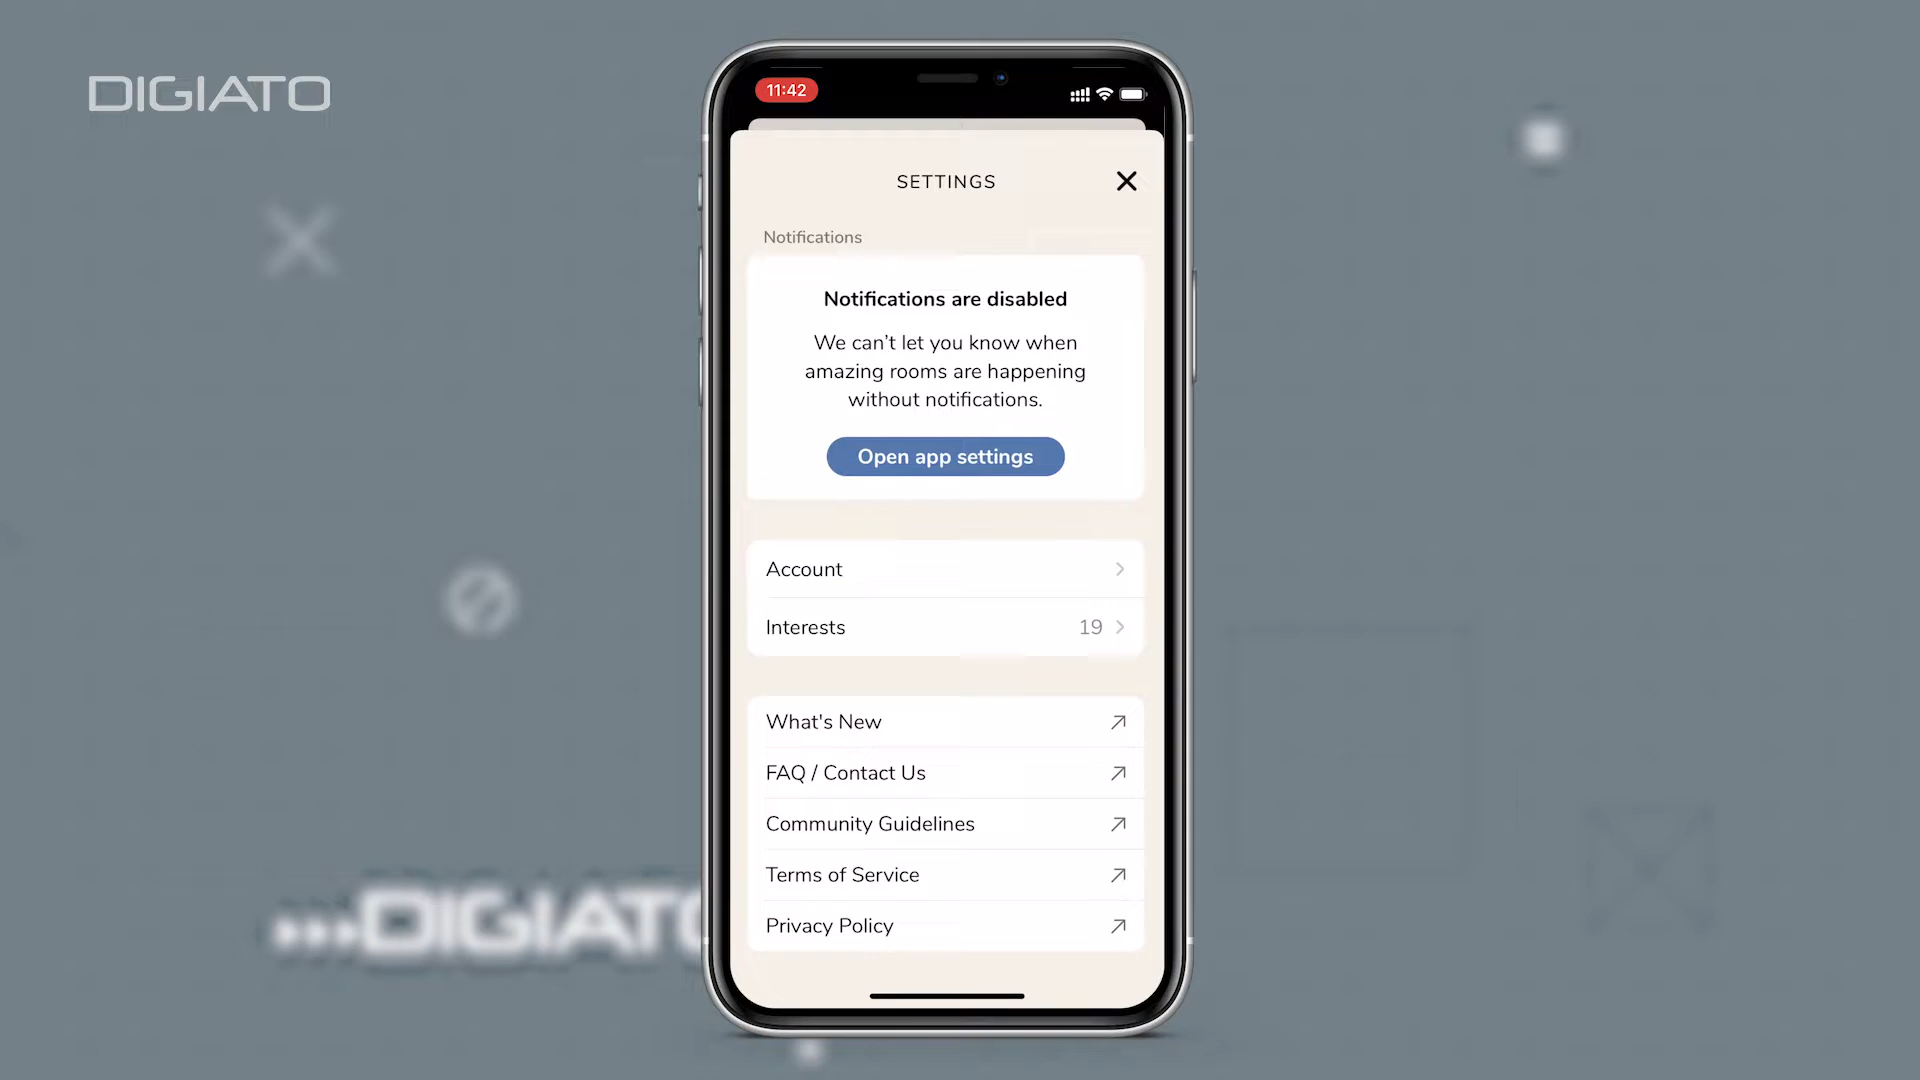 DIGIATO
11:42
SETTINGS
Notifications
Notifications are disabled
We can’t let you know when
amazing rooms are happening
without notifications.
Open app settings
Account
Interests 19
What's New
FAQ / Contact Us
Community Guidelines
Terms of Service
Privacy Policy
DIGIATO